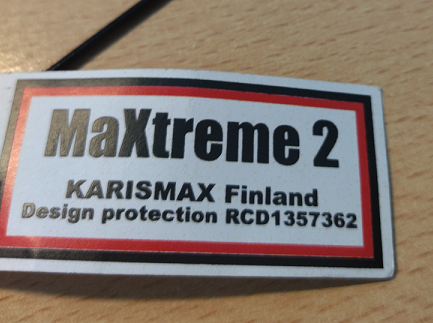 MaXtreme 2
KARISMAX Finland
Design protection RCD1357362